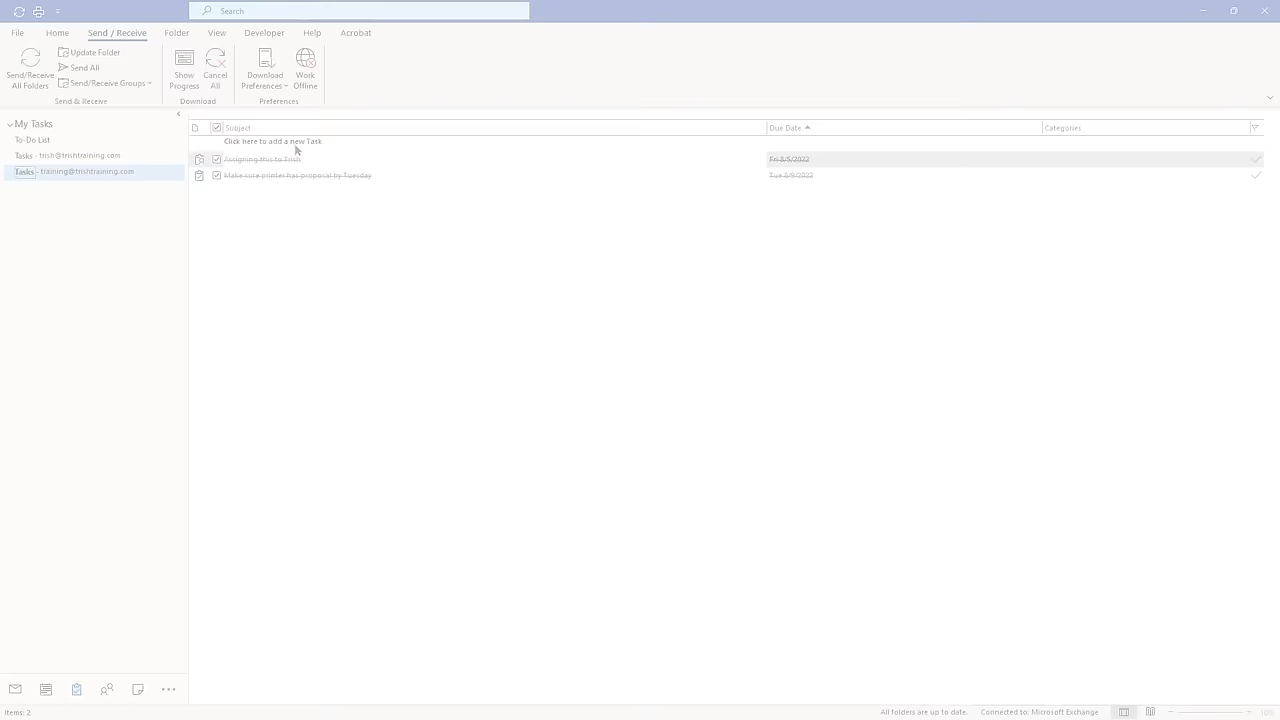 Search
File Home Send / Receive Folder View Developer Help Acrobat
Send/Receive All Folders
Update Folder
Send All
Send/Receive Groups
Show Progress
Cancel All
Download Preferences
Work Offline
Send & Receive Download Preferences
My Tasks
To-Do List
Tasks - trish@trishtraining.com
Tasks - training@trishtraining.com
Subject Due Date Categories
Click here to add a new Task
Assigning this to Trish Fri 8/5/2022
Make sure printer has proposal by Tuesday Tue 8/9/2022
Items: 2 All folders are up to date. Connected to: Microsoft Exchange